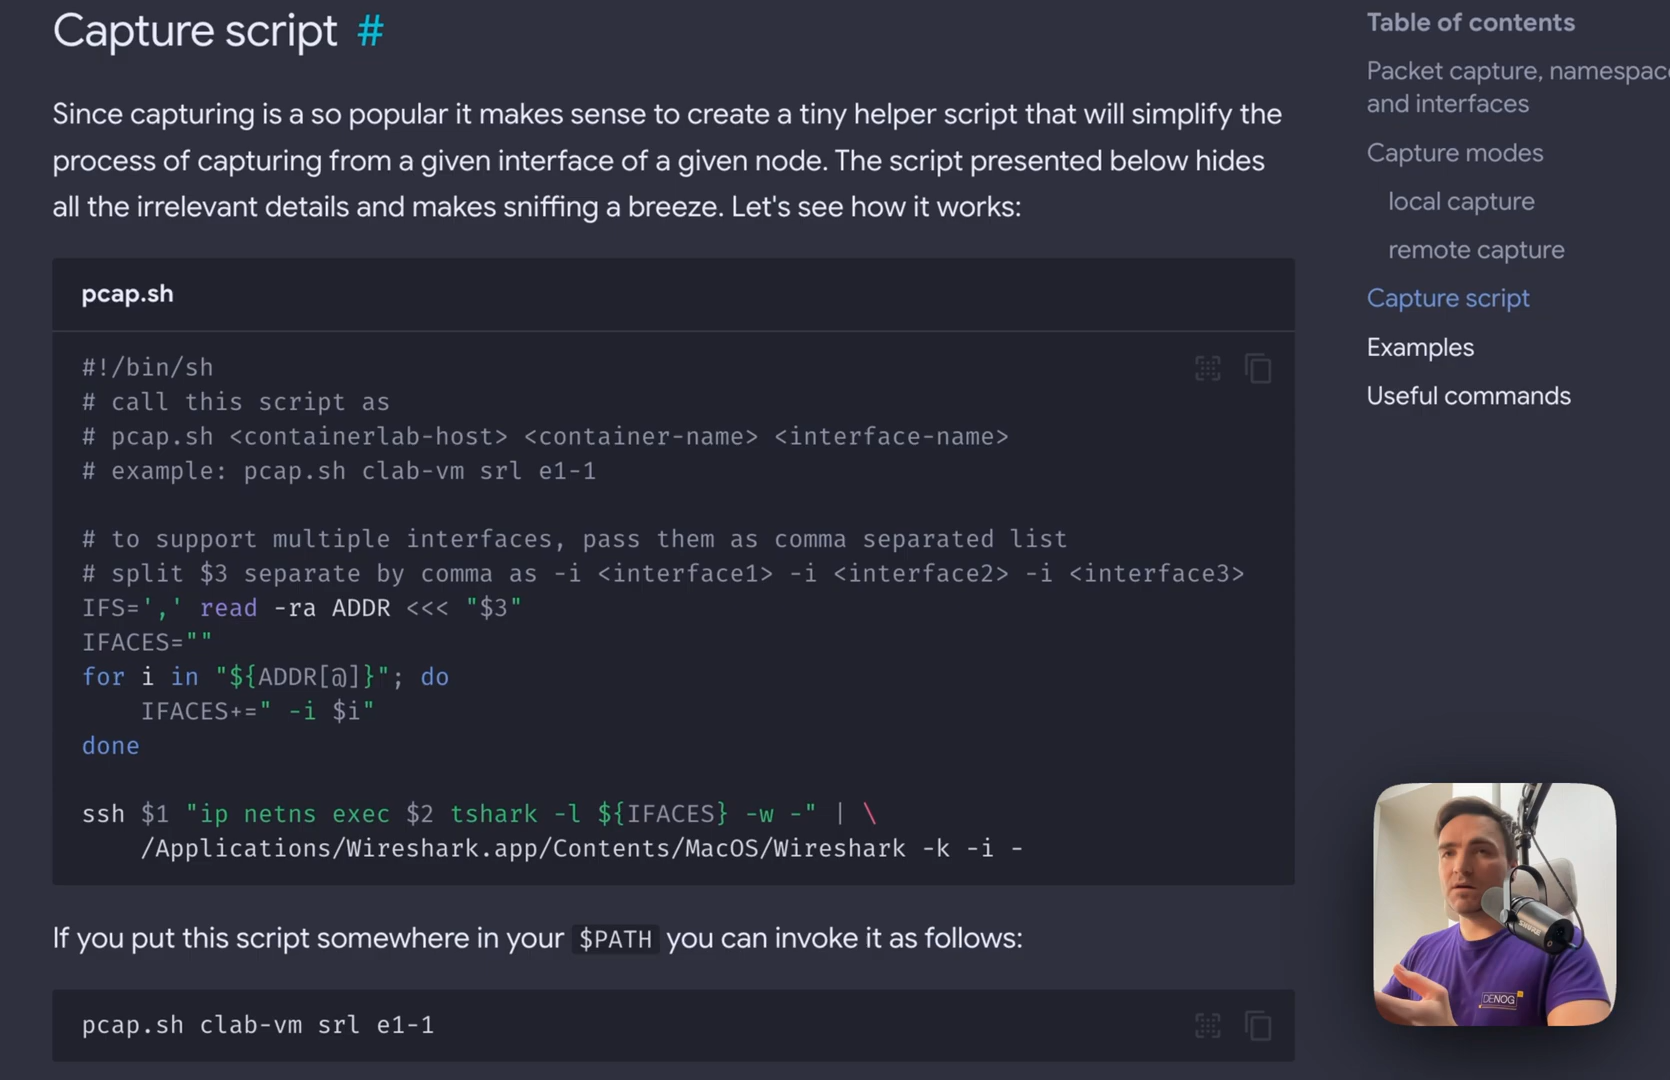 Capture script #
Since capturing is a so popular it makes sense to create a tiny helper script that will simplify the
process of capturing from a given interface of a given node. The script presented below hides
all the irrelevant details and makes sniffing a breeze. Let's see how it works:
pcap.sh
#!/bin/sh
# call this script as
# pcap.sh <containerlab-host> <container-name> <interface-name>
# example: pcap.sh clab-vm srl e1-1
# to support multiple interfaces, pass them as comma separated list
# split $3 separate by comma as -i <interface1> -i <interface2> -i <interface3>
IFS=',' read -ra ADDR <<< "$3"
IFACES=""
for i in "${ADDR[@]}"; do
    IFACES+=" -i $i"
done
ssh $1 "ip netns exec $2 tshark -l ${IFACES} -w -" | \
    /Applications/Wireshark.app/Contents/MacOS/Wireshark -k -i -
If you put this script somewhere in your $PATH you can invoke it as follows:
pcap.sh clab-vm srl e1-1
Table of contents
Packet capture, namespac
and interfaces
Capture modes
local capture
remote capture
Capture script
Examples
Useful commands
DENOG